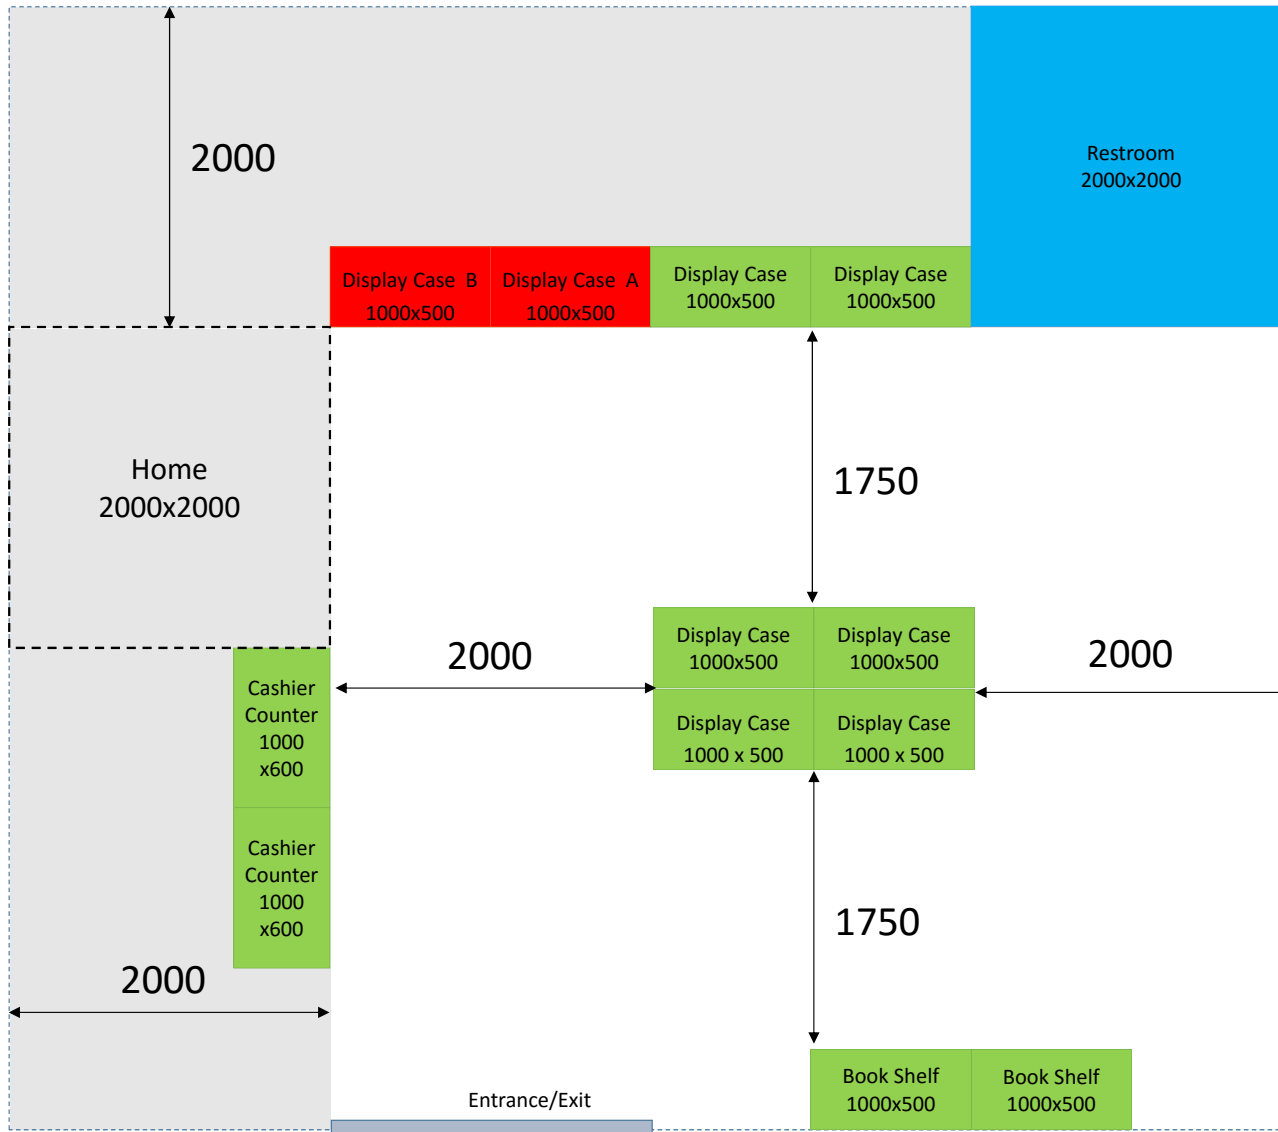 2000
Restroom
2000x2000
Display Case B
1000x500
Display Case A
1000x500
Display Case
1000x500
Display Case
1000x500
Home
2000x2000
1750
2000
Display Case
1000x500
Display Case
1000x500
2000
Cashier
Counter
1000
x600
Display Case
1000 x 500
Display Case
1000 x 500
Cashier
Counter
1000
x600
1750
2000
Book Shelf
1000x500
Book Shelf
1000x500
Entrance/Exit